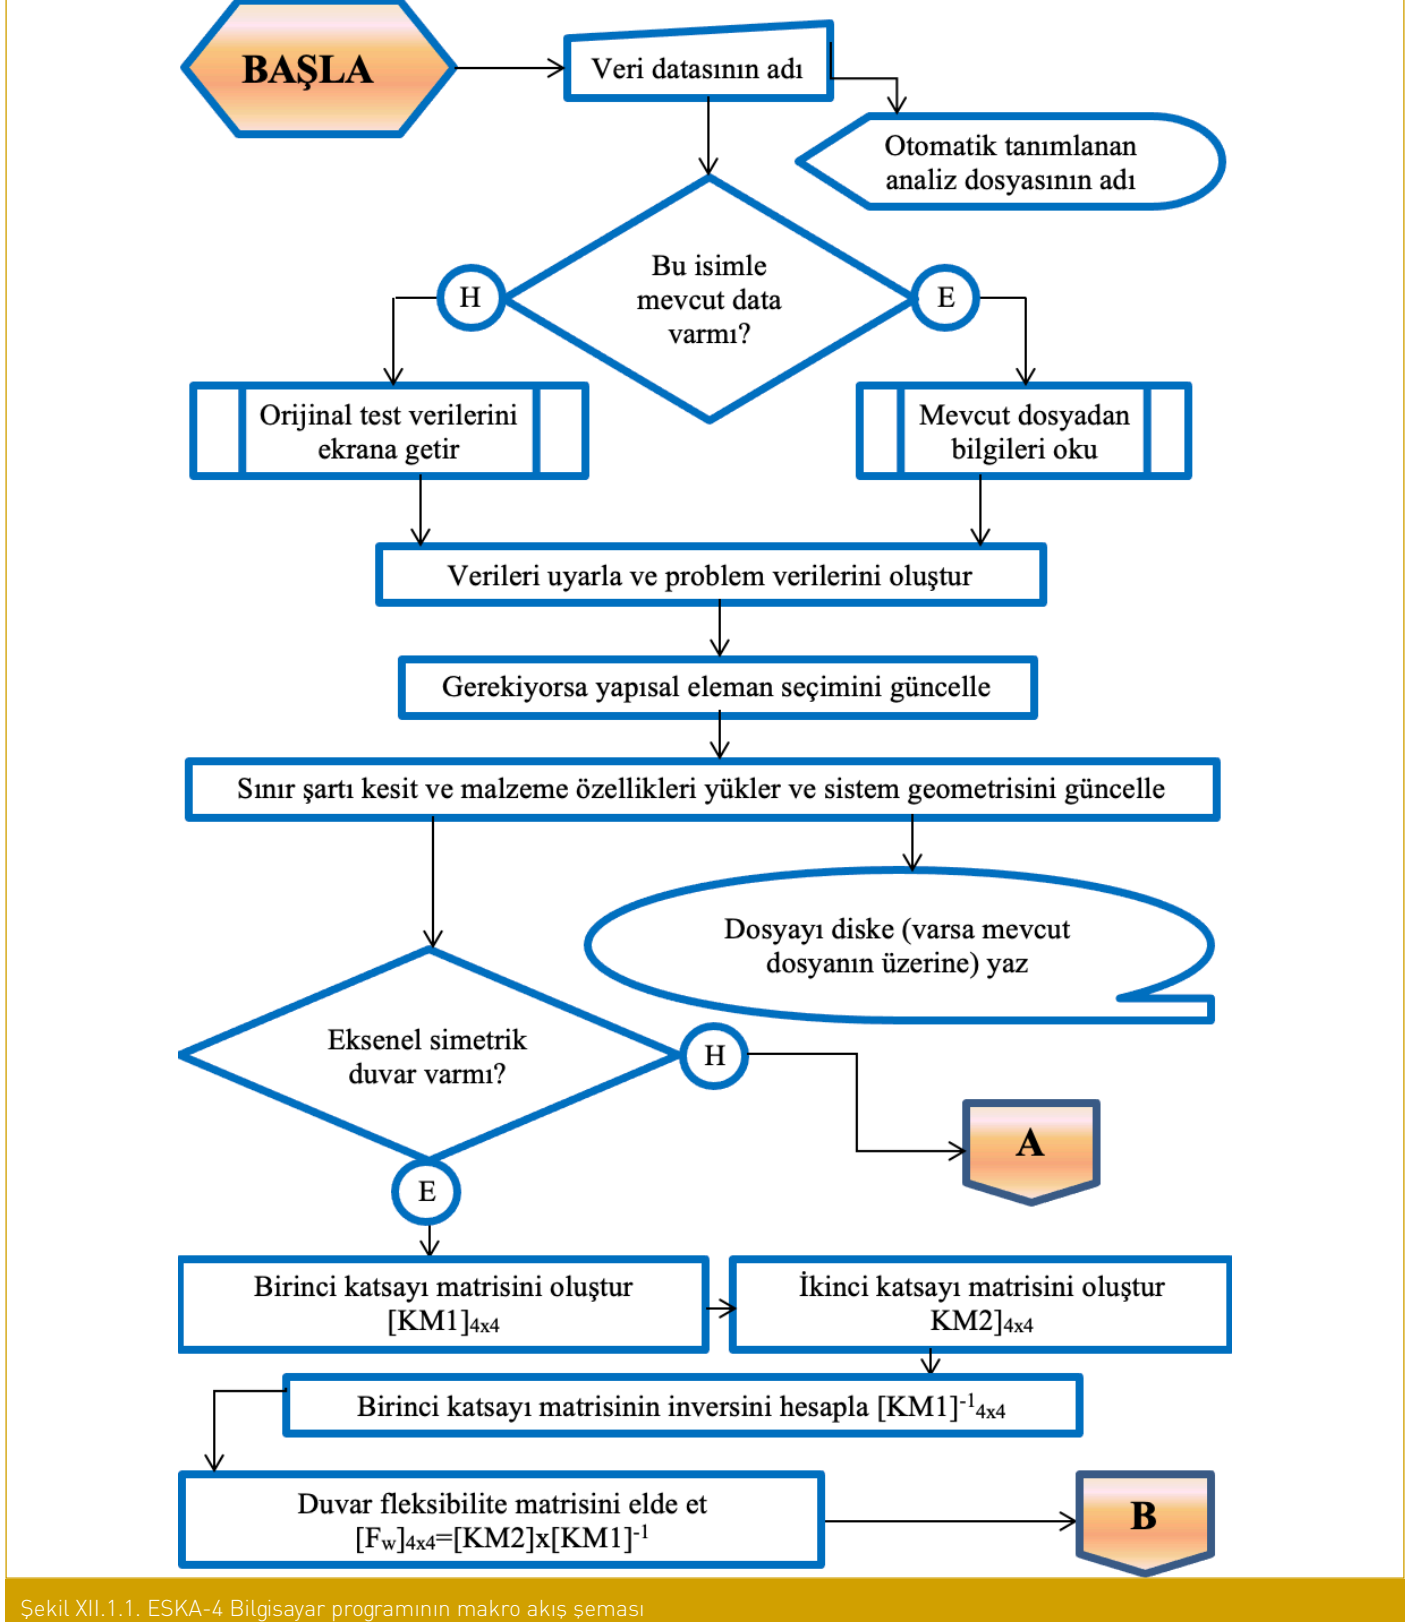 BAŞLA
Veri datasının adı
Otomatik tanımlanan
analiz dosyasının adı
Bu isimle
mevcut data
varmı?
H
E
Orijinal test verilerini
ekrana getir
Mevcut dosyadan
bilgileri oku
Verileri uyarla ve problem verilerini oluştur
Gerekiyorsa yapısal eleman seçimini güncelle
Sınır şartı kesit ve malzeme özellikleri yükler ve sistem geometrisini güncelle
Dosyayı diske (varsa mevcut
dosyanın üzerine) yaz
Eksenel simetrik
duvar varmı?
H
A
E
Birinci katsayı matrisini oluştur
[KM1]4x4
İkinci katsayı matrisini oluştur
KM2]4x4
Birinci katsayı matrisinin inversini hesapla [KM1]-14x4
Duvar fleksibilite matrisini elde et
[Fw]4x4=[KM2]x[KM1]-1
B
Şekil XII.1.1. ESKA-4 Bilgisayar programının makro akış şeması